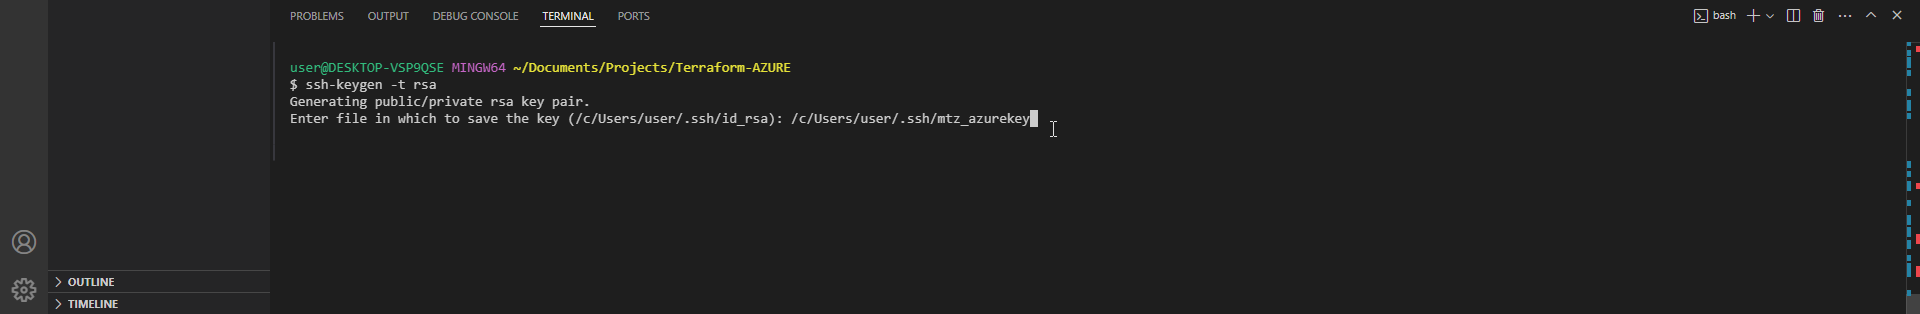 PROBLEMS OUTPUT DEBUG CONSOLE TERMINAL PORTS bash
user@DESKTOP-VSP9QSE MINGW64 ~/Documents/Projects/Terraform-AZURE
$ ssh-keygen -t rsa
Generating public/private rsa key pair.
Enter file in which to save the key (/c/Users/user/.ssh/id_rsa): /c/Users/user/.ssh/mtz_azurekey
OUTLINE
TIMELINE